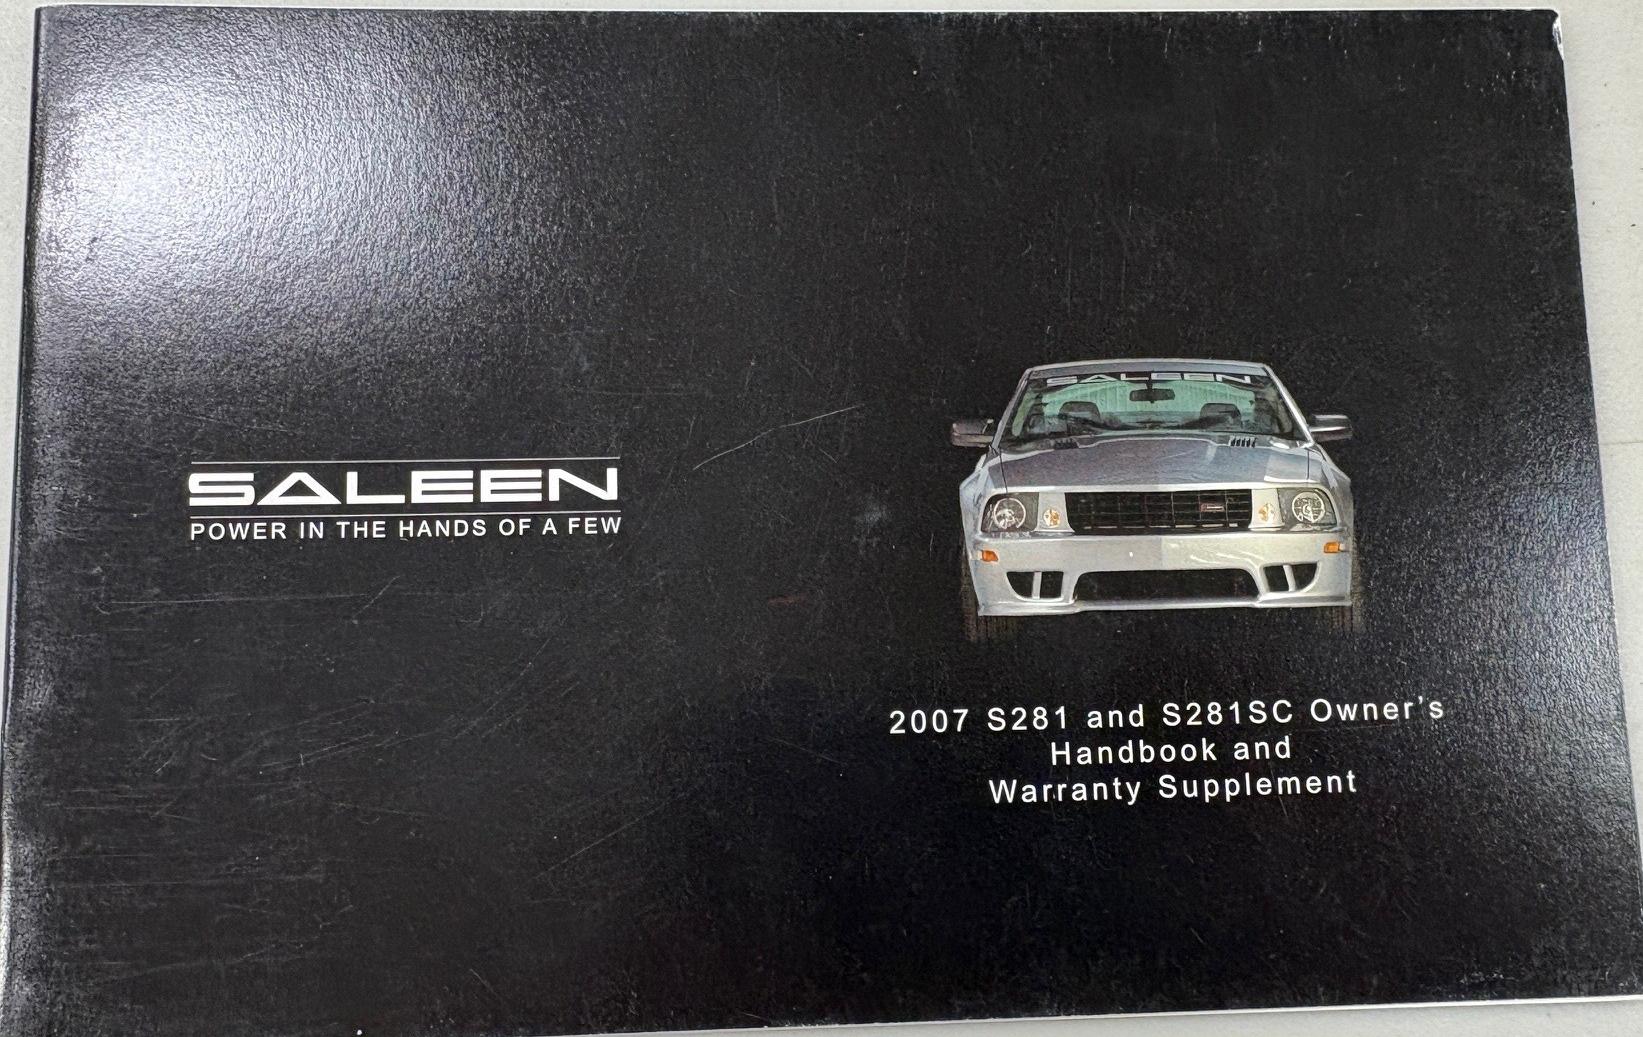 SALEEN
POWER IN THE HANDS OF A FEW
SALEEN
2007 S281 and S281SC Owner's
Handbook and
Warranty Supplement